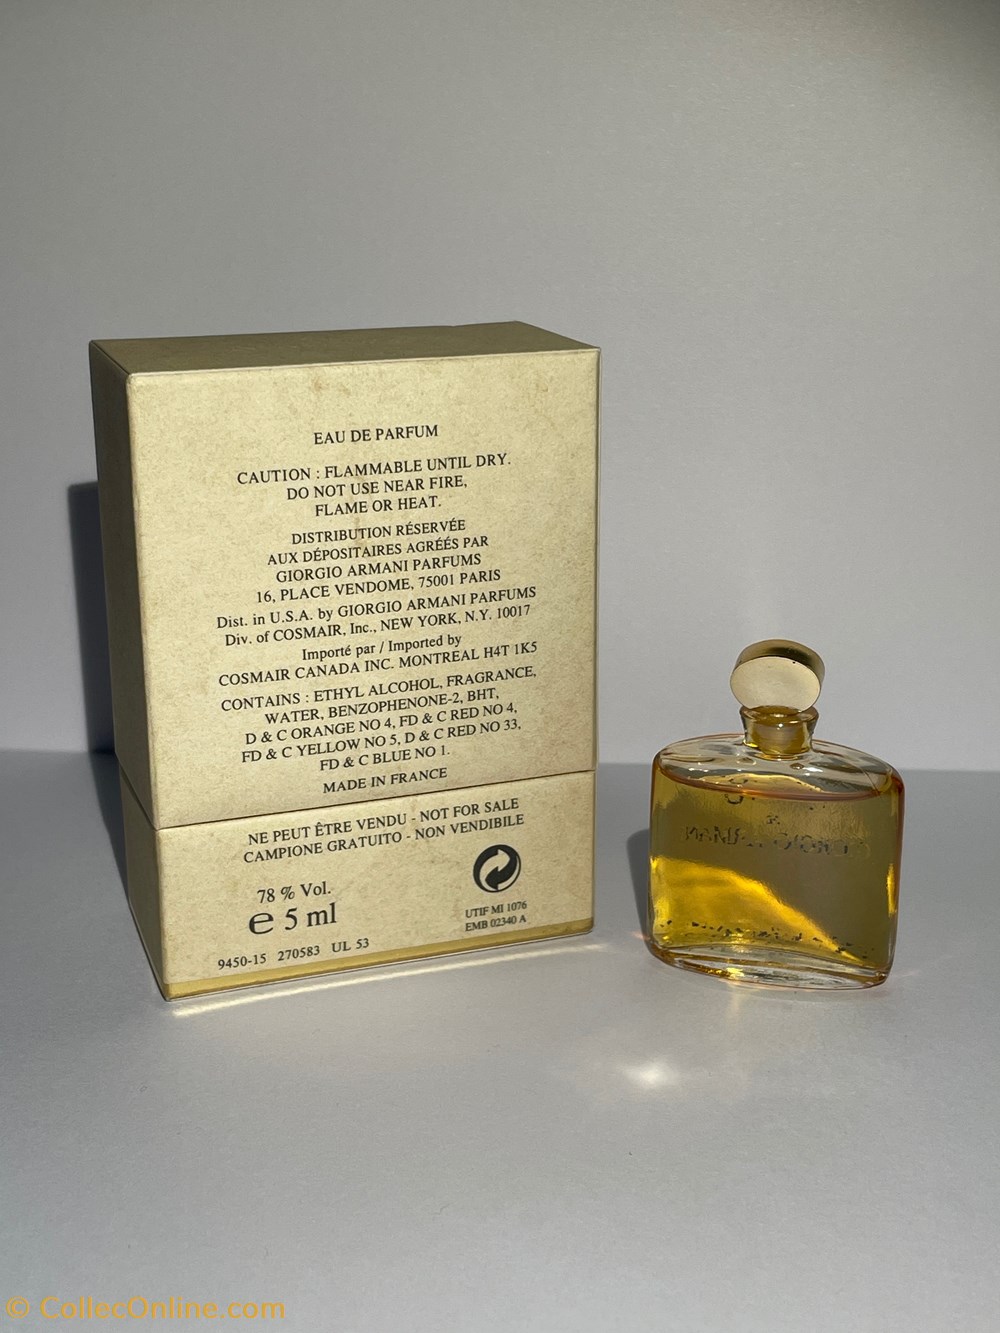 EAU DE PARFUM
CAUTION : FLAMMABLE UNTIL DRY.
DO NOT USE NEAR FIRE,
FLAME OR HEAT.
DISTRIBUTION RÉSERVÉE
AUX DÉPOSITAIRES AGRÉÉS PAR
GIORGIO ARMANI PARFUMS
16, PLACE VENDOME, 75001 PARIS
Dist. in U.S.A. by GIORGIO ARMANI PARFUMS
Div. of COSMAIR, Inc., NEW YORK, N.Y. 10017
Importé par / Imported by
COSMAIR CANADA INC. MONTREAL H4T 1K5
CONTAINS : ETHYL ALCOHOL, FRAGRANCE,
WATER, BENZOPHENONE-2, BHT,
D & C ORANGE NO 4, FD & C RED NO 4,
FD & C YELLOW NO 5, D & C RED NO 33,
FD & C BLUE NO 1.
MADE IN FRANCE
NE PEUT ÊTRE VENDU - NOT FOR SALE
CAMPIONE GRATUITO - NON VENDIBILE
78 % Vol.
e 5 ml
UTIF MI 1076
EMB 02340 A
9450-15 270583 UL 53
© CollecOnline.com